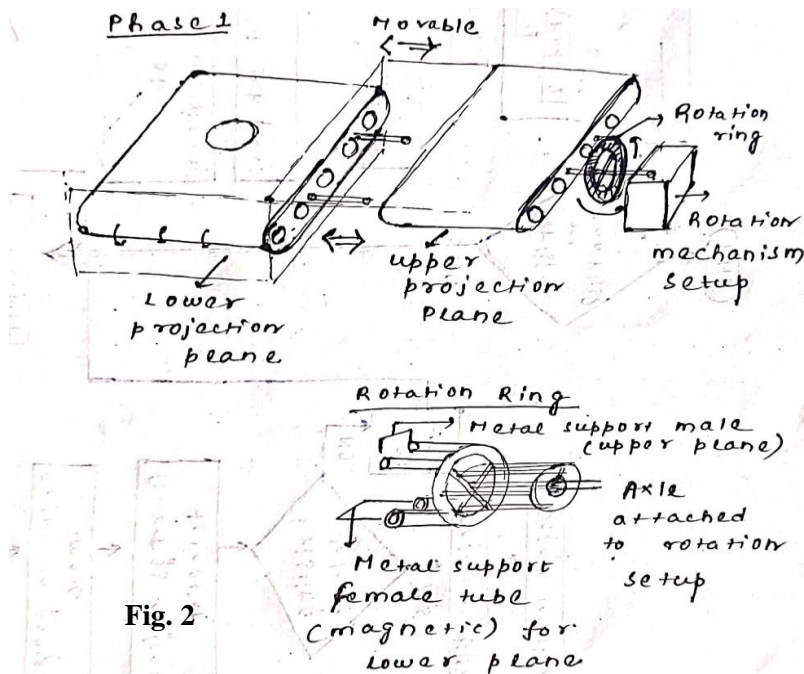 Phase 1
Movable
Rotation
ring
Rotation
mechanism
setup
upper
projection
Plane
Lower
projection
plane
Rotation Ring
Metal support male
(upper plane)
Axle
attached
to rotation
setup
Metal support
female tube
(magnetic) for
lower plane
Fig. 2